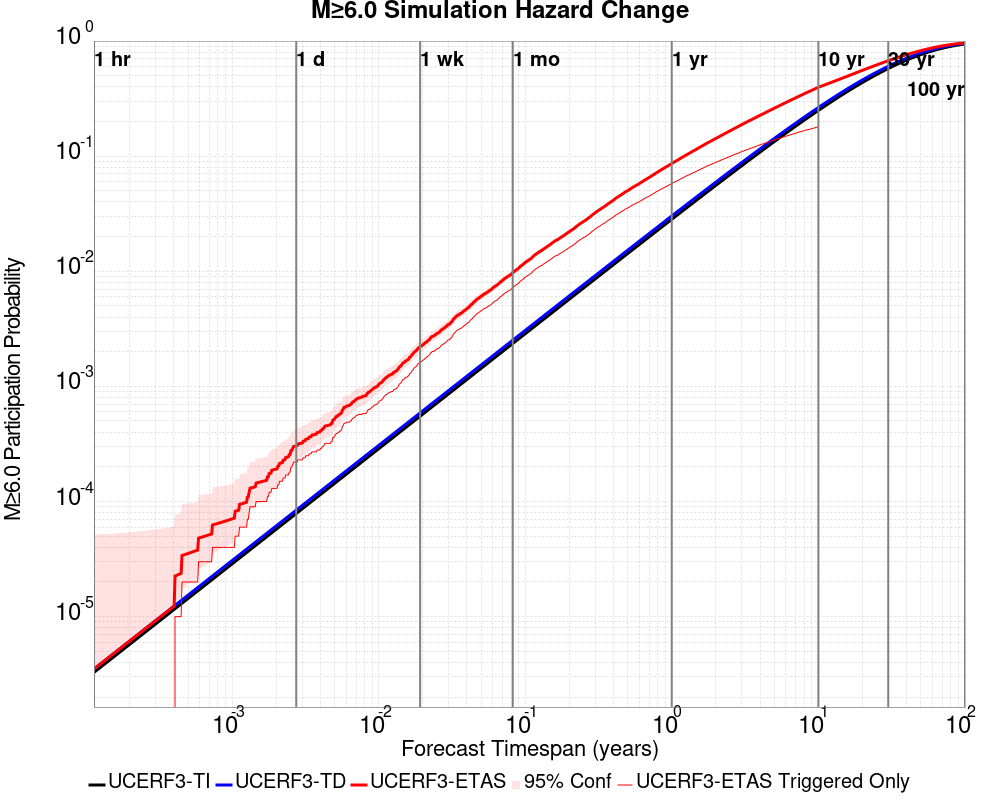 M≥6.0 Simulation Hazard Change
10^0
10^-1
10^-2
10^-3
10^-4
10^-5
M≥6.0 Participation Probability
1 hr
1 d
1 wk
1 mo
1 yr
10 yr
30 yr
100 yr
10^-3
10^-2
10^-1
10^0
10^1
10^2
Forecast Timespan (years)
UCERF3-TI
UCERF3-TD
UCERF3-ETAS
95% Conf
UCERF3-ETAS Triggered Only